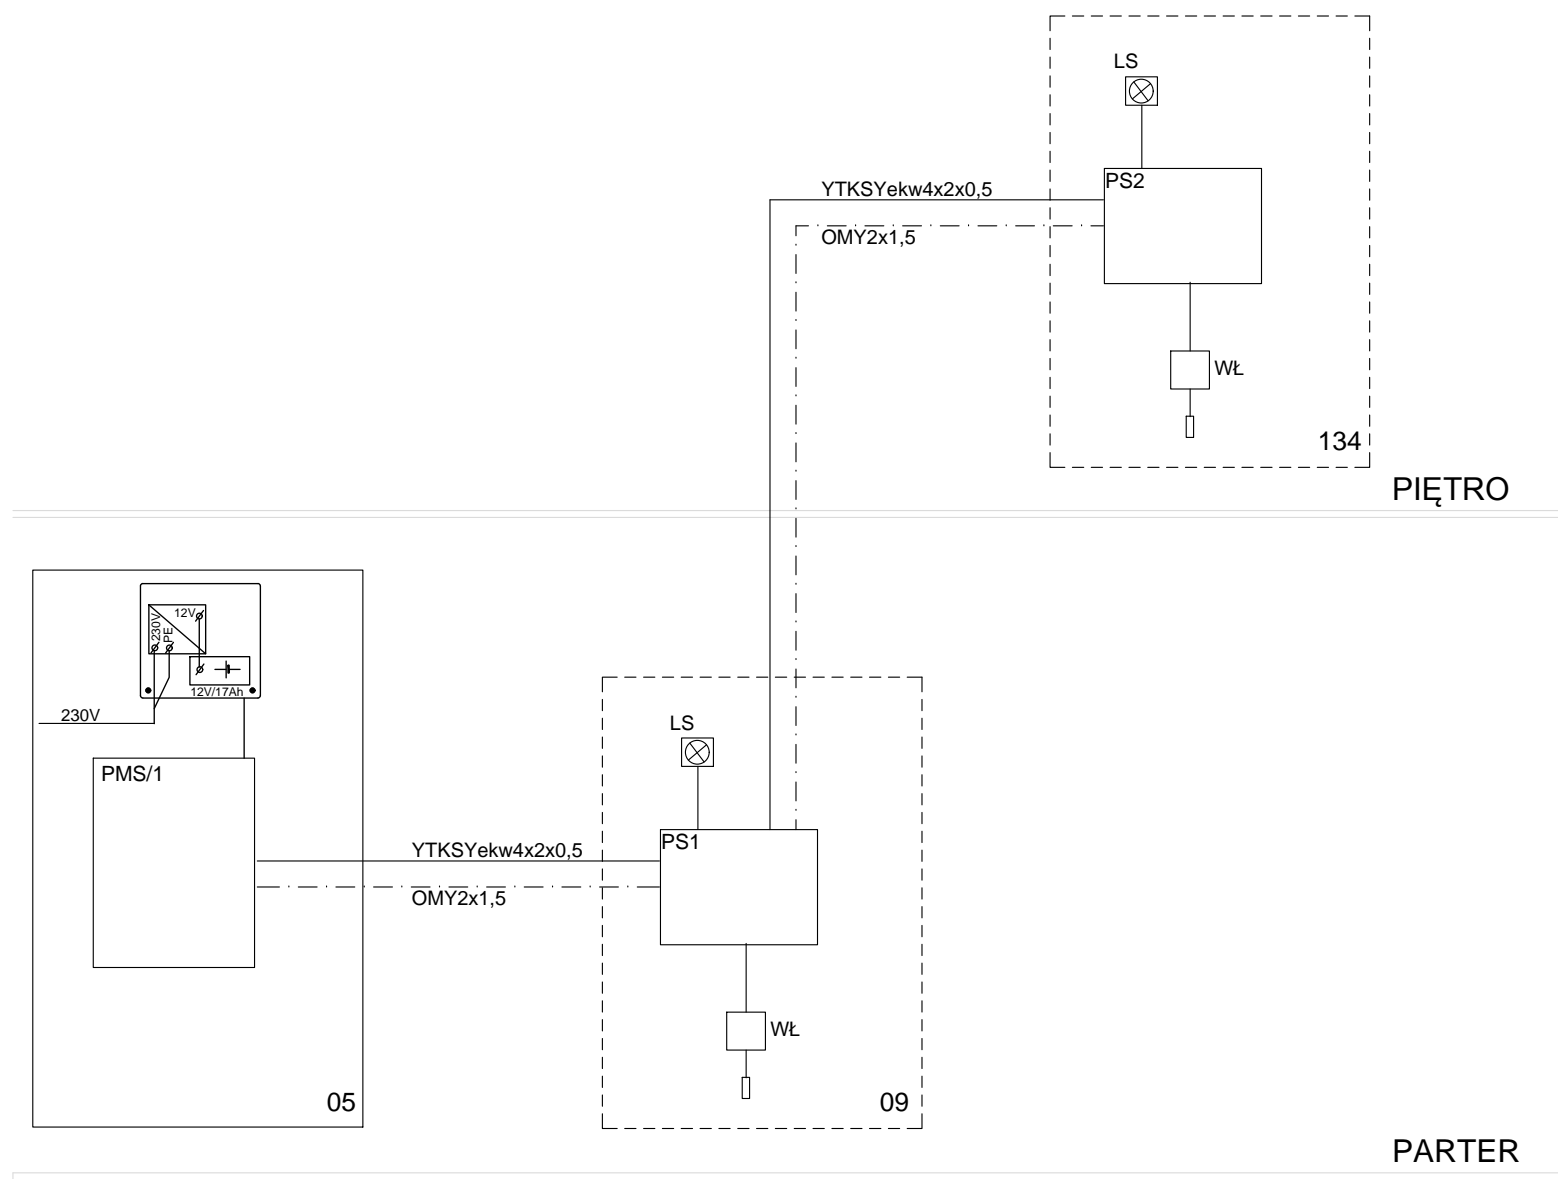 LS
PS2
YTKSYekw4x2x0,5
OMY2x1,5
WŁ
134
PIĘTRO
12V
230V
PE
12V/17Ah
230V
PMS/1
LS
PS1
YTKSYekw4x2x0,5
OMY2x1,5
WŁ
05
09
PARTER